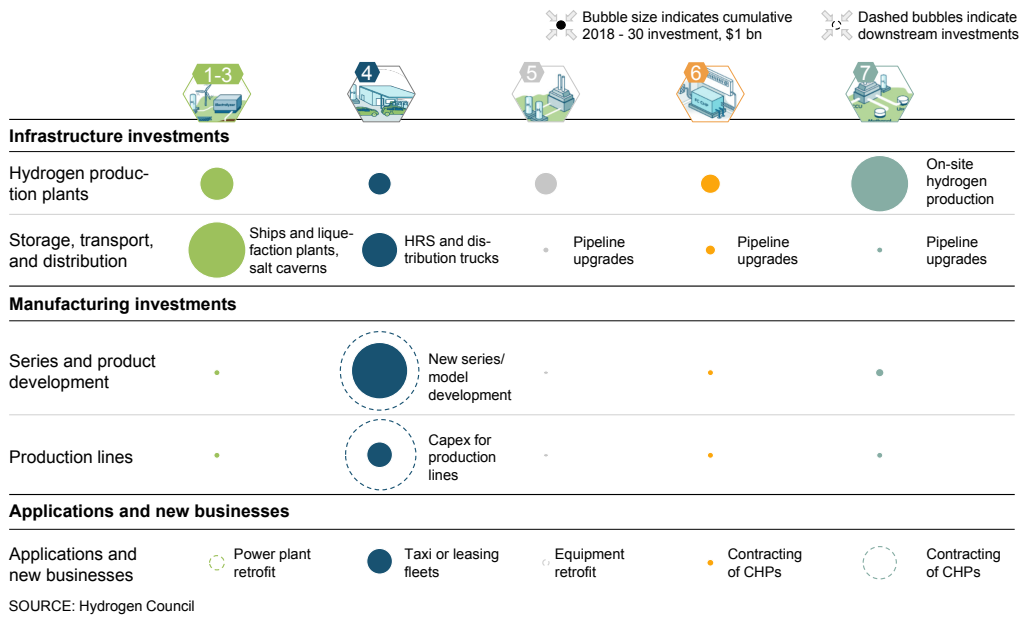 Bubble size indicates cumulative
2018 - 30 investment, $1 bn
Dashed bubbles indicate
downstream investments
1-3
4
5
6
7
Infrastructure investments
Hydrogen produc-
tion plants
On-site
hydrogen
production
Storage, transport,
and distribution
Ships and lique-
faction plants,
salt caverns
HRS and dis-
tribution trucks
Pipeline
upgrades
Pipeline
upgrades
Pipeline
upgrades
Manufacturing investments
Series and product
development
New series/
model
development
Production lines
Capex for
production
lines
Applications and new businesses
Applications and
new businesses
Power plant
retrofit
Taxi or leasing
fleets
Equipment
retrofit
Contracting
of CHPs
Contracting
of CHPs
SOURCE: Hydrogen Council